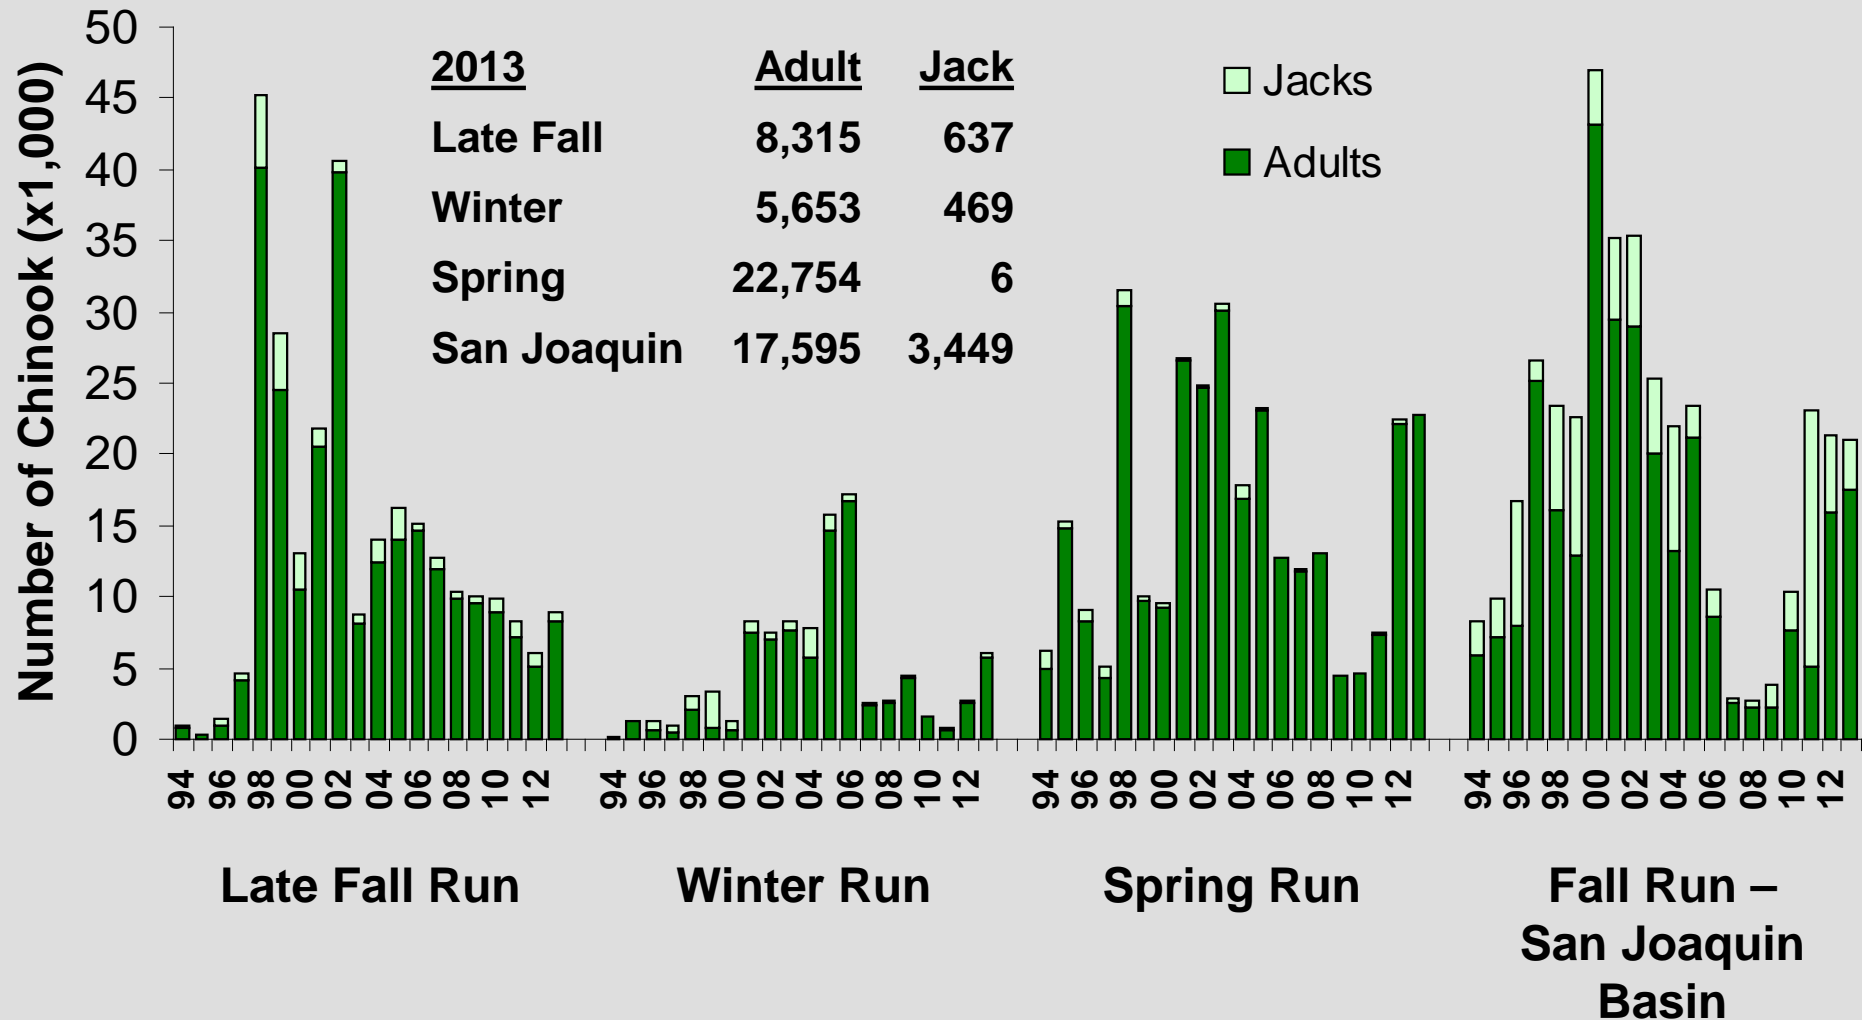 50
45
40
35
30
25
20
15
10
5
0
Number of Chinook (x1,000)
2013 Adult Jack
Late Fall 8,315 637
Winter 5,653 469
Spring 22,754 6
San Joaquin 17,595 3,449
Jacks
Adults
94 96 98 00 02 04 06 08 10 12 94 96 98 00 02 04 06 08 10 12 94 96 98 00 02 04 06 08 10 12 94 96 98 00 02 04 06 08 10 12
Late Fall Run
Winter Run
Spring Run
Fall Run –
San Joaquin
Basin